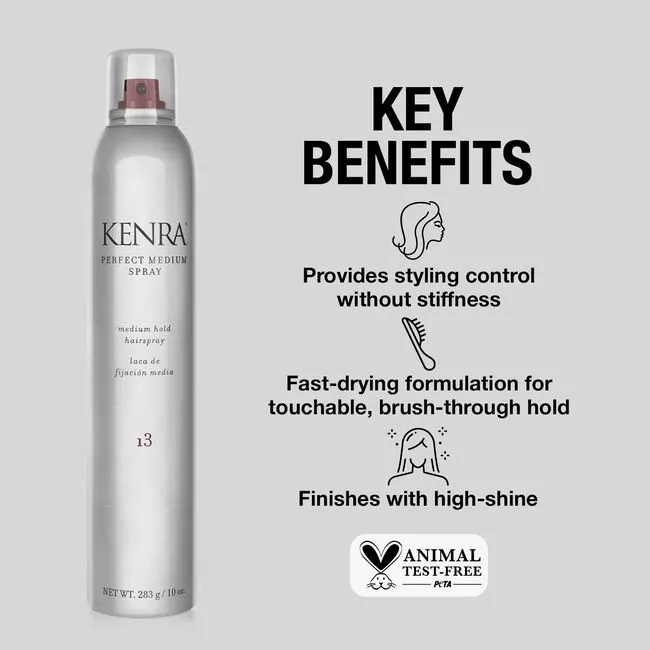 KENRA
PERFECT MEDIUM
SPRAY
medium hold
hairspray
laca de
fijación media
13
NET WT. 283 g / 10 oz.
KEY
BENEFITS
Provides styling control
without stiffness
Fast-drying formulation for
touchable, brush-through hold
Finishes with high-shine
ANIMAL
TEST-FREE
PETA